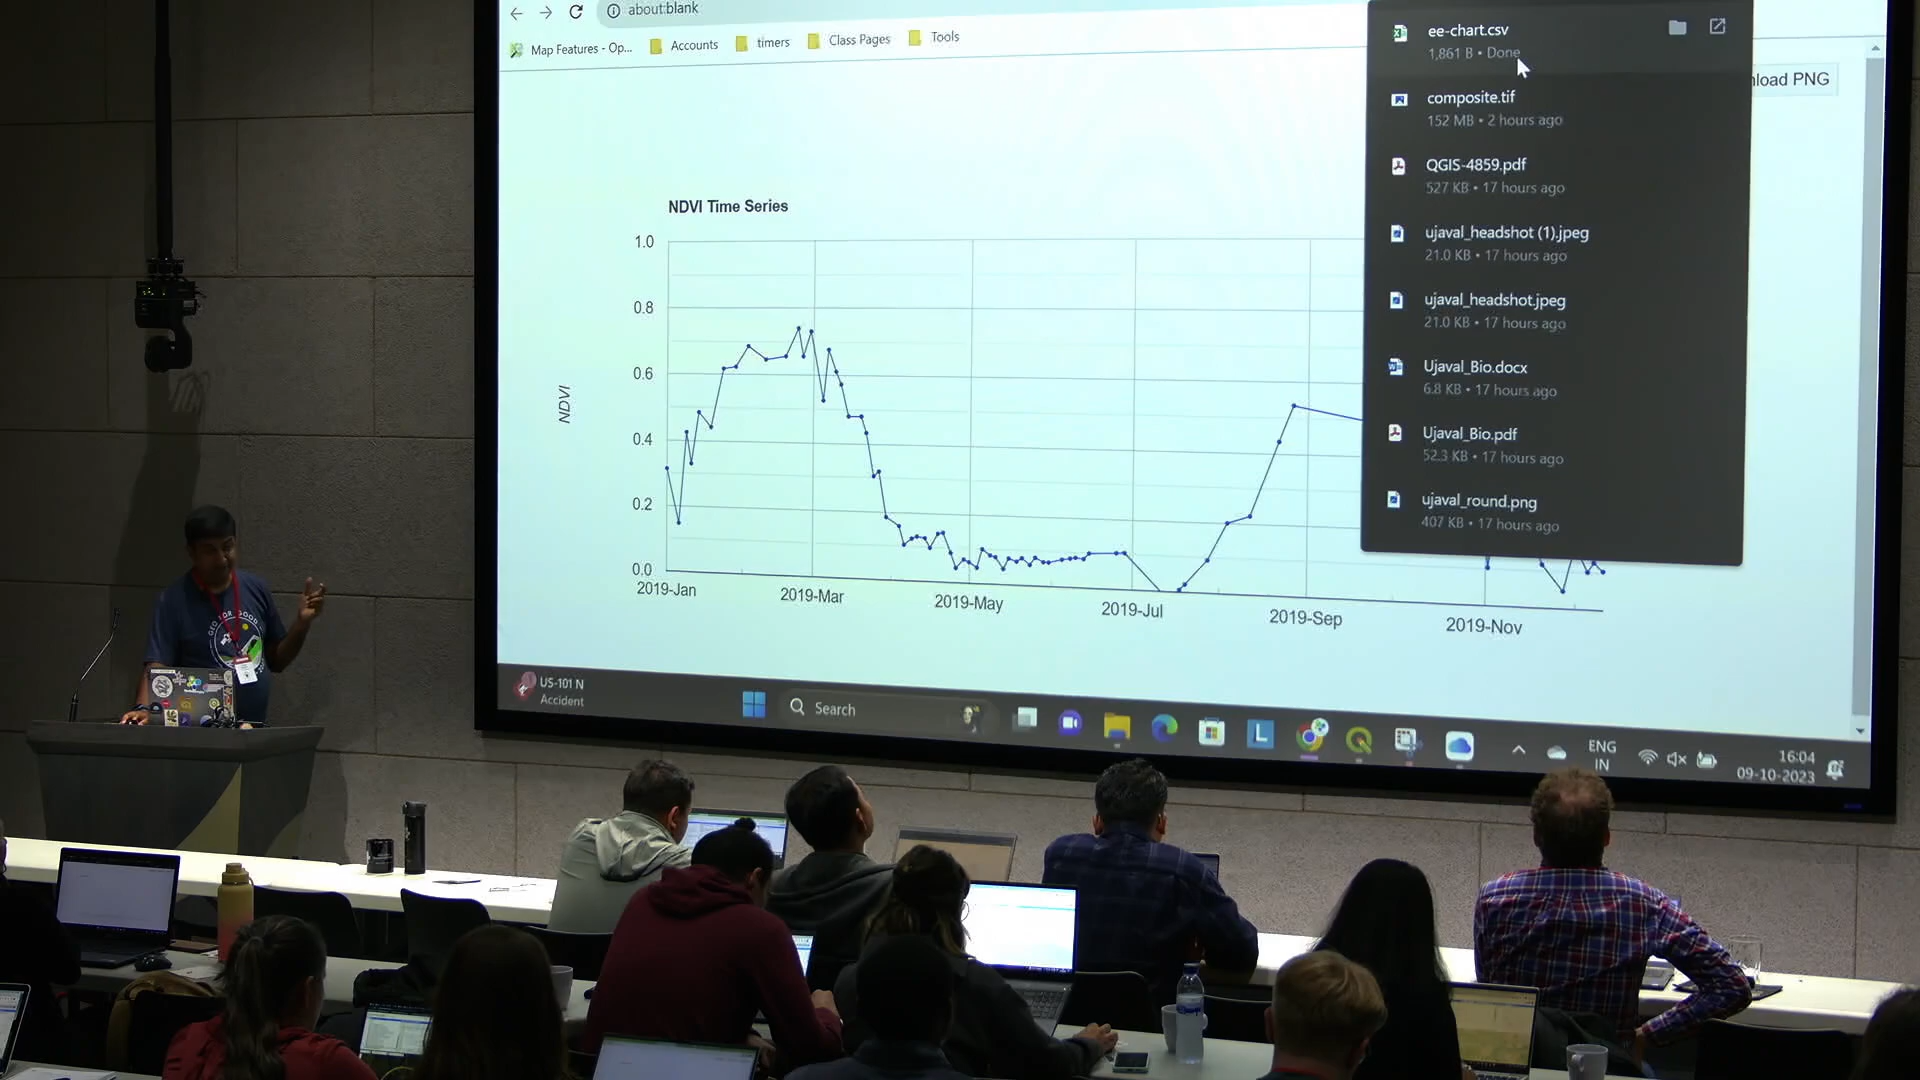 about:blank
Map Features - Op...
Accounts
timers
Class Pages
Tools
ee-chart.csv
1,861 B • Done
composite.tif
152 MB • 2 hours ago
QGIS-4859.pdf
527 KB • 17 hours ago
ujaval_headshot (1).jpeg
21.0 KB • 17 hours ago
ujaval_headshot.jpeg
21.0 KB • 17 hours ago
Ujaval_Bio.docx
6.8 KB • 17 hours ago
Ujaval_Bio.pdf
52.3 KB • 17 hours ago
ujaval_round.png
407 KB • 17 hours ago
load PNG
NDVI Time Series
NDVI
1.0
0.8
0.6
0.4
0.2
0.0
2019-Jan
2019-Mar
2019-May
2019-Jul
2019-Sep
2019-Nov
US-101 N
Accident
Search
L
ENG
IN
16:04
09-10-2023
GEO FOR GOOD